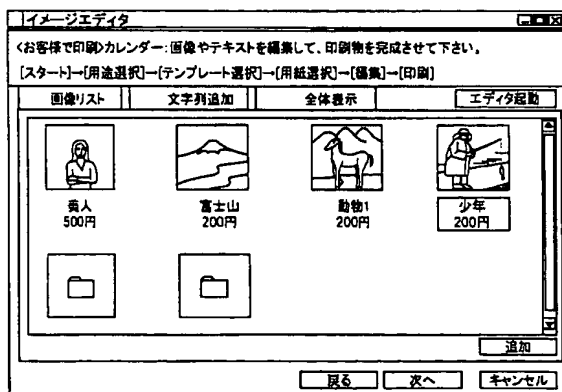 イメージエディタ
<お客様で印刷>カレンダー:画像やテキストを編集して、印刷物を完成させて下さい。
[スタート]→[用途選択]→[テンプレート選択]→[用紙選択]→[編集]→[印刷]
画像リスト 文字列追加 全体表示 エディタ起動
美人 富士山 動物1 少年
500円 200円 200円 200円
追加
戻る 次へ キャンセル